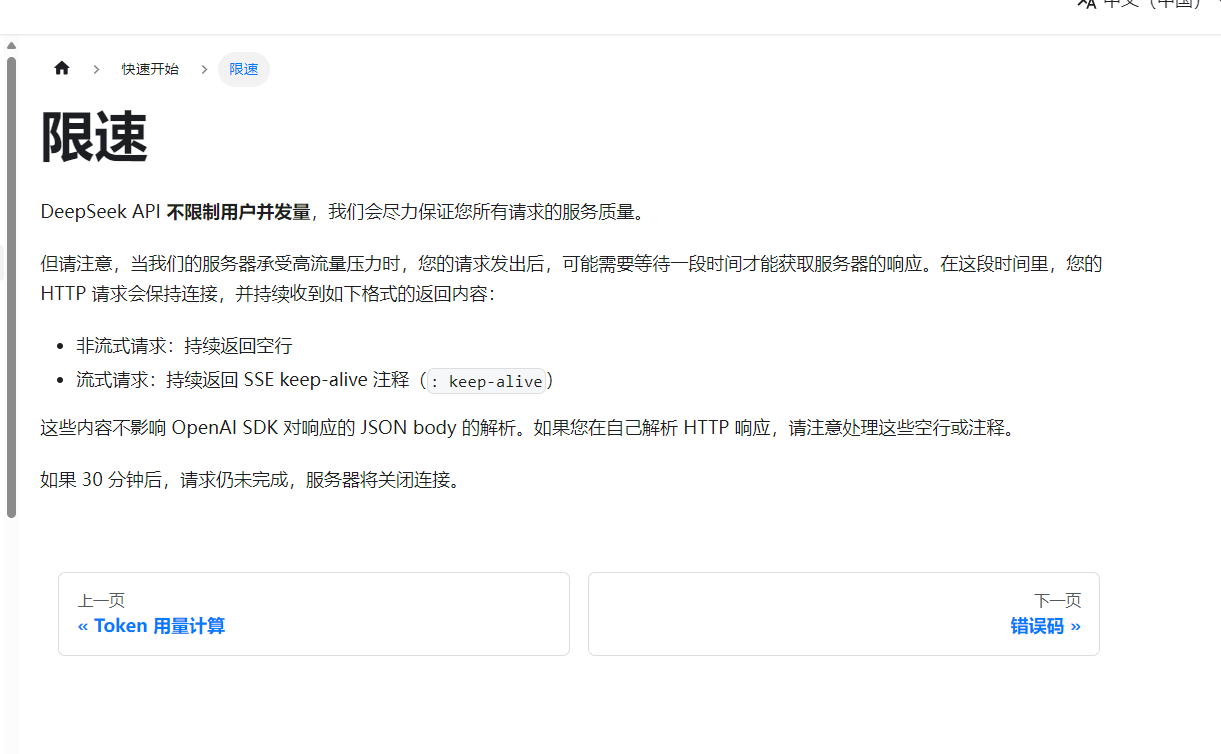 中文（中国）
快速开始
限速
限速
DeepSeek API 不限制用户并发量，我们会尽力保证您所有请求的服务质量。
但请注意，当我们的服务器承受高流量压力时，您的请求发出后，可能需要等待一段时间才能获取服务器的响应。在这段时间里，您的
HTTP 请求会保持连接，并持续收到如下格式的返回内容：
非流式请求：持续返回空行
流式请求：持续返回 SSE keep-alive 注释（: keep-alive）
这些内容不影响 OpenAI SDK 对响应的 JSON body 的解析。如果您在自己解析 HTTP 响应，请注意处理这些空行或注释。
如果 30 分钟后，请求仍未完成，服务器将关闭连接。
上一页
« Token 用量计算
下一页
错误码 »